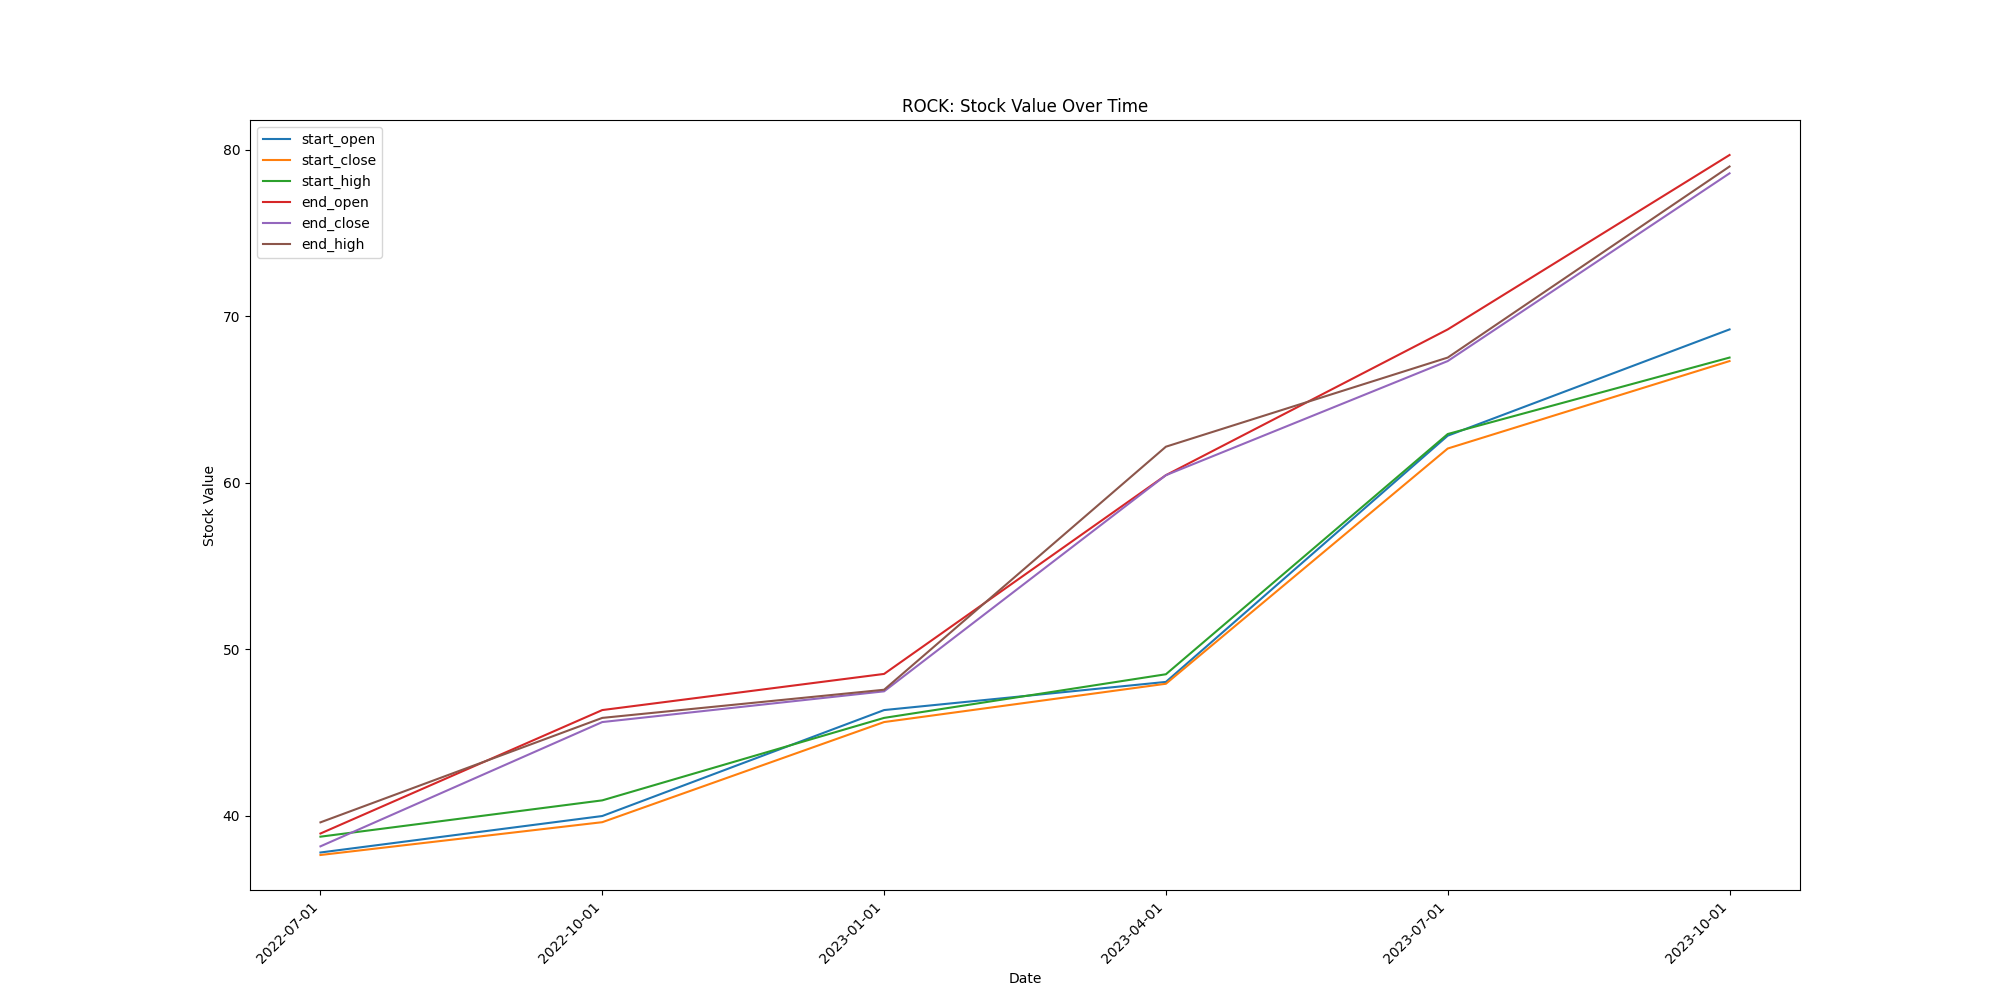 ROCK: Stock Value Over Time
start_open
start_close
start_high
end_open
end_close
end_high
80
70
60
50
40
Stock Value
2022-07-01
2022-10-01
2023-01-01
2023-04-01
2023-07-01
2023-10-01
Date